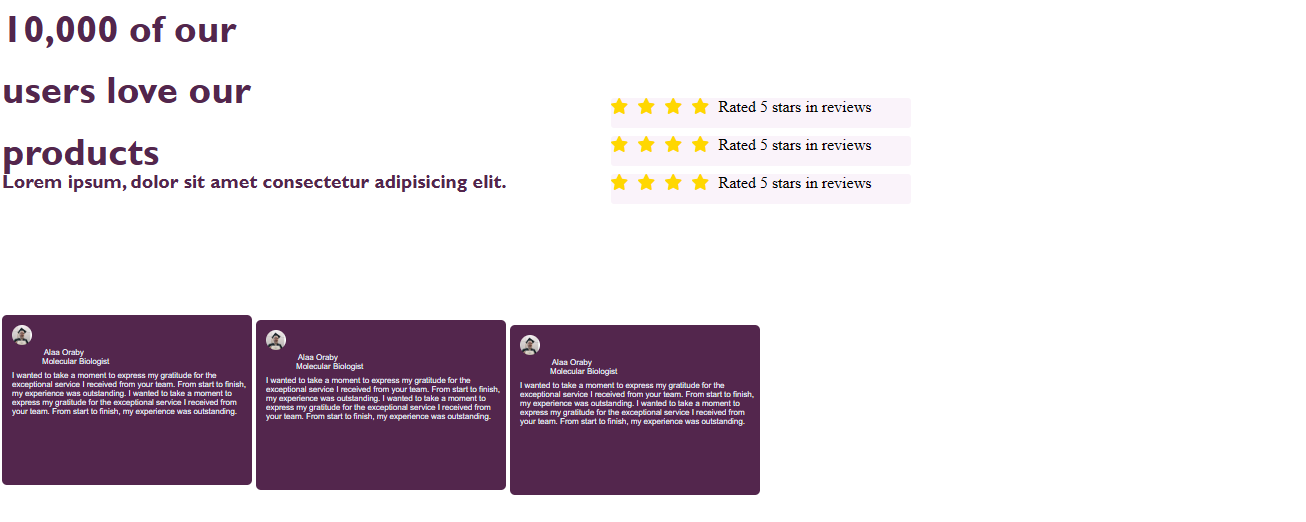 10,000 of our
users love our
products
Lorem ipsum, dolor sit amet consectetur adipisicing elit.
Rated 5 stars in reviews
Rated 5 stars in reviews
Rated 5 stars in reviews
Alaa Oraby
Molecular Biologist
I wanted to take a moment to express my gratitude for the
exceptional service I received from your team. From start to finish,
my experience was outstanding. I wanted to take a moment to
express my gratitude for the exceptional service I received from
your team. From start to finish, my experience was outstanding.
Alaa Oraby
Molecular Biologist
I wanted to take a moment to express my gratitude for the
exceptional service I received from your team. From start to finish,
my experience was outstanding. I wanted to take a moment to
express my gratitude for the exceptional service I received from
your team. From start to finish, my experience was outstanding.
Alaa Oraby
Molecular Biologist
I wanted to take a moment to express my gratitude for the
exceptional service I received from your team. From start to finish,
my experience was outstanding. I wanted to take a moment to
express my gratitude for the exceptional service I received from
your team. From start to finish, my experience was outstanding.